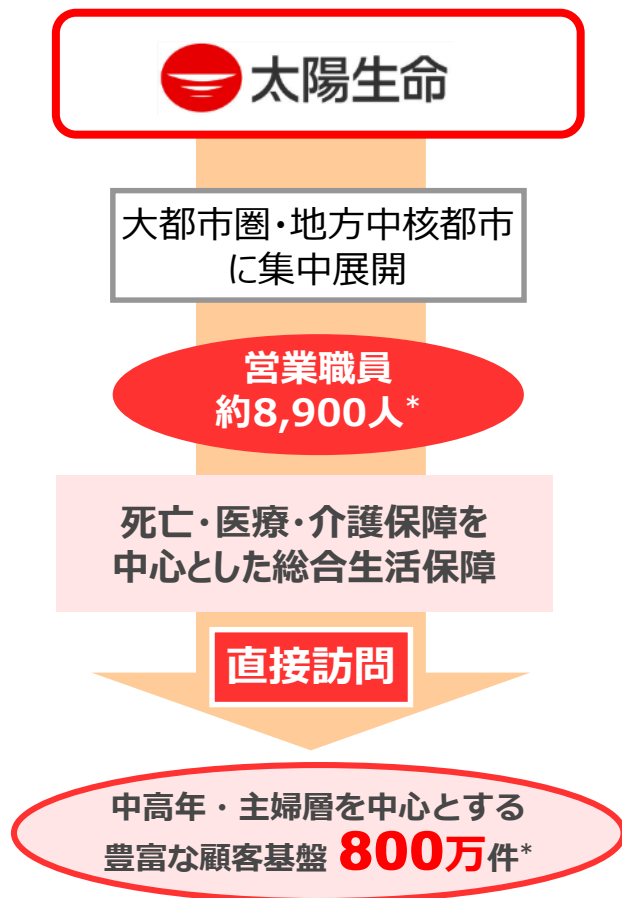 太陽生命
大都市圏・地方中核都市
に集中展開
営業職員
約8,900人*
死亡・医療・介護保障を
中心とした総合生活保障
直接訪問
中高年・主婦層を中心とする
豊富な顧客基盤 800万件*